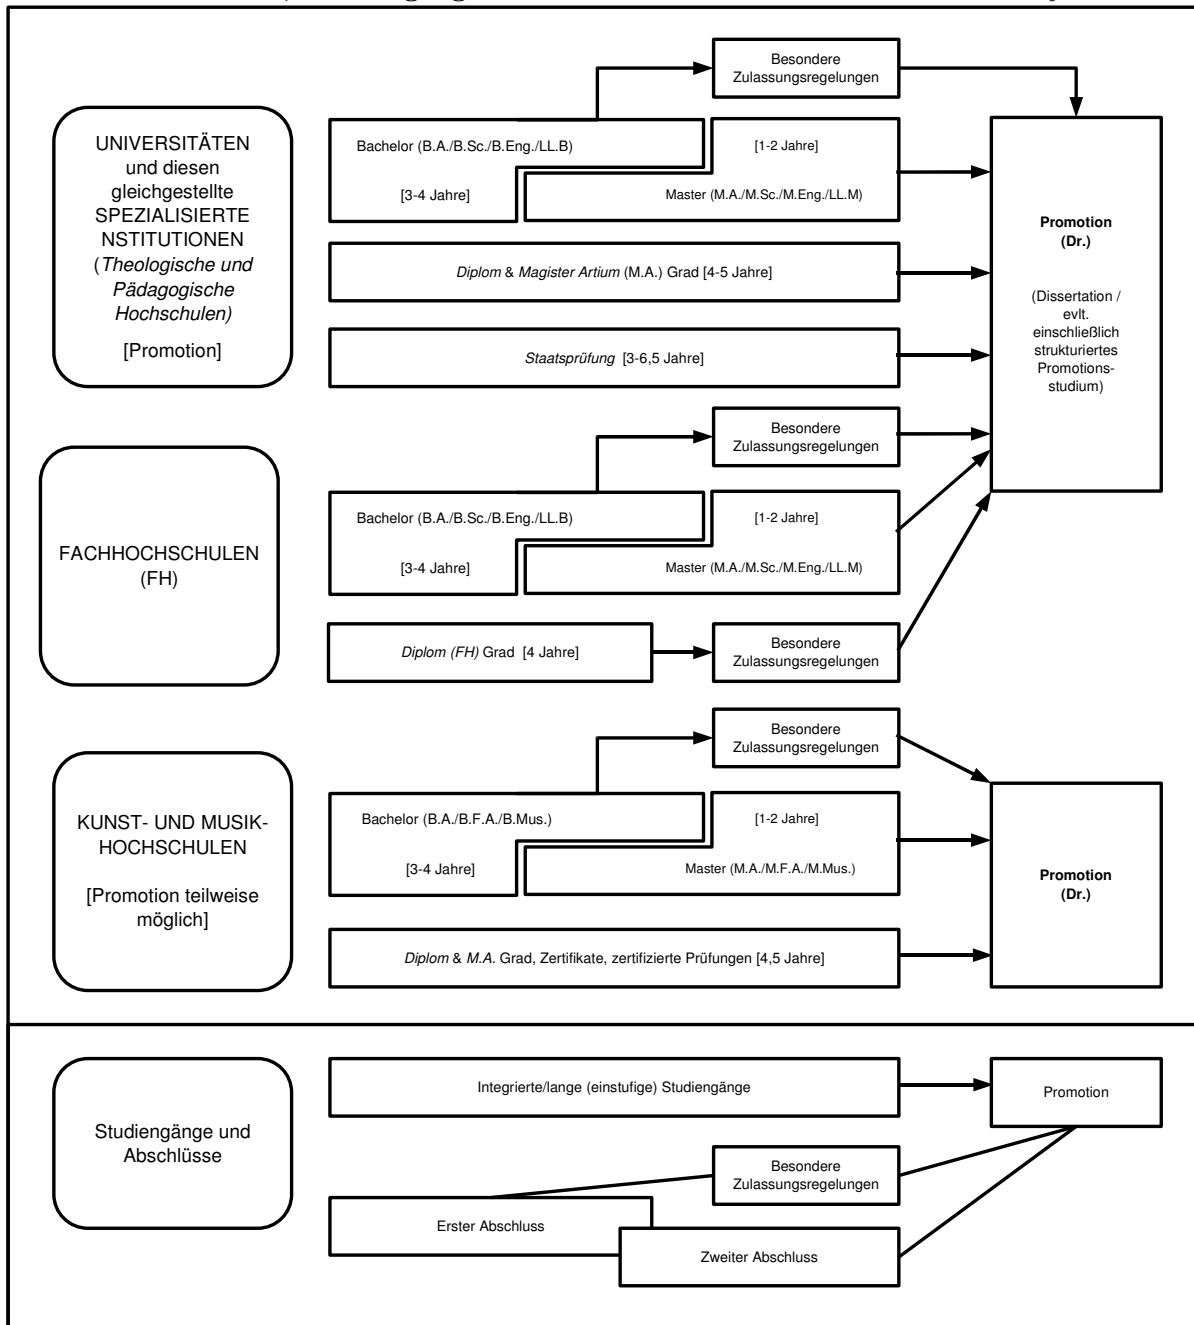 Besondere
Zulassungsregelungen
UNIVERSITÄTEN
und diesen
gleichgestellte
SPEZIALISIERTE
NSTITUTIONEN
(Theologische und
Pädagogische
Hochschulen)
[Promotion]
Bachelor (B.A./B.Sc./B.Eng./LL.B)
[1-2 Jahre]
[3-4 Jahre]
Master (M.A./M.Sc./M.Eng./LL.M)
Diplom & Magister Artium (M.A.) Grad [4-5 Jahre]
Staatsprüfung [3-6,5 Jahre]
Promotion
(Dr.)
(Dissertation /
evlt.
einschließlich
strukturiertes
Promotions-
studium)
Besondere
Zulassungsregelungen
FACHHOCHSCHULEN
(FH)
Bachelor (B.A./B.Sc./B.Eng./LL.B)
[1-2 Jahre]
[3-4 Jahre]
Master (M.A./M.Sc./M.Eng./LL.M)
Diplom (FH) Grad [4 Jahre]
Besondere
Zulassungsregelungen
Besondere
Zulassungsregelungen
KUNST- UND MUSIK-
HOCHSCHULEN
[Promotion teilweise
möglich]
Bachelor (B.A./B.F.A./B.Mus.)
[1-2 Jahre]
[3-4 Jahre]
Master (M.A./M.F.A./M.Mus.)
Diplom & M.A. Grad, Zertifikate, zertifizierte Prüfungen [4,5 Jahre]
Promotion
(Dr.)
Studiengänge und
Abschlüsse
Integrierte/lange (einstufige) Studiengänge
Promotion
Besondere
Zulassungsregelungen
Erster Abschluss
Zweiter Abschluss